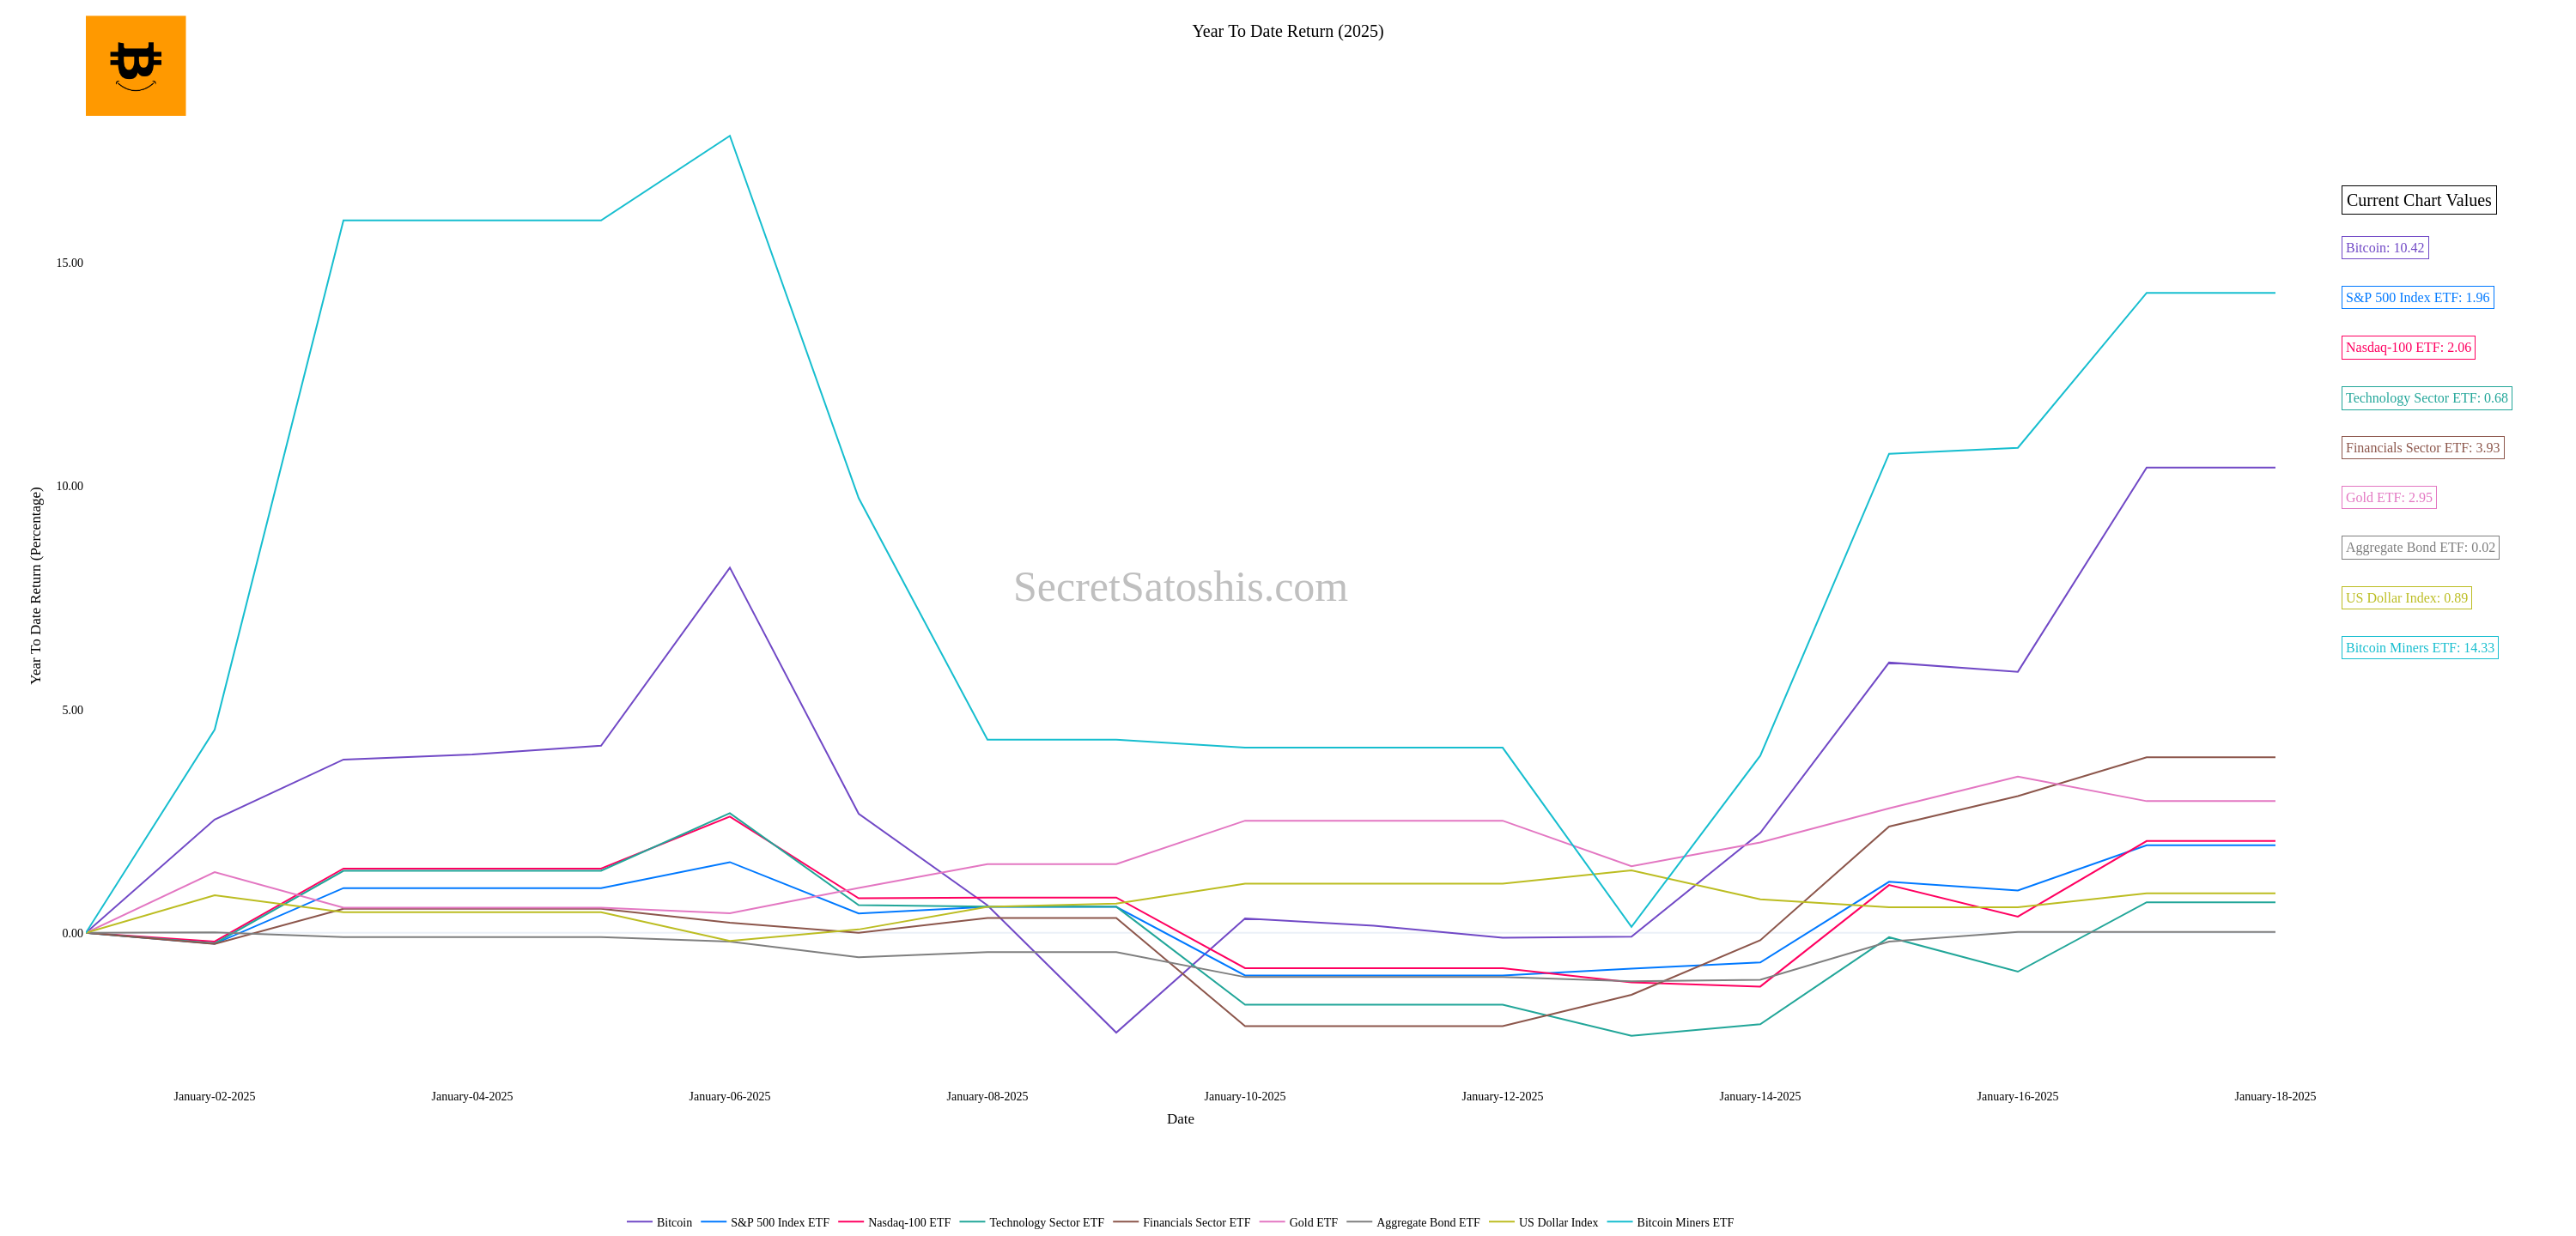 Year To Date Return (2025)
Current Chart Values
Bitcoin: 10.42
S&P 500 Index ETF: 1.96
Nasdaq-100 ETF: 2.06
Technology Sector ETF: 0.68
Financials Sector ETF: 3.93
Gold ETF: 2.95
Aggregate Bond ETF: 0.02
US Dollar Index: 0.89
Bitcoin Miners ETF: 14.33
Year To Date Return (Percentage)
15.00
10.00
5.00
0.00
SecretSatoshis.com
January-02-2025 January-04-2025 January-06-2025 January-08-2025 January-10-2025 January-12-2025 January-14-2025 January-16-2025 January-18-2025
Date
Bitcoin S&P 500 Index ETF Nasdaq-100 ETF Technology Sector ETF Financials Sector ETF Gold ETF Aggregate Bond ETF US Dollar Index Bitcoin Miners ETF